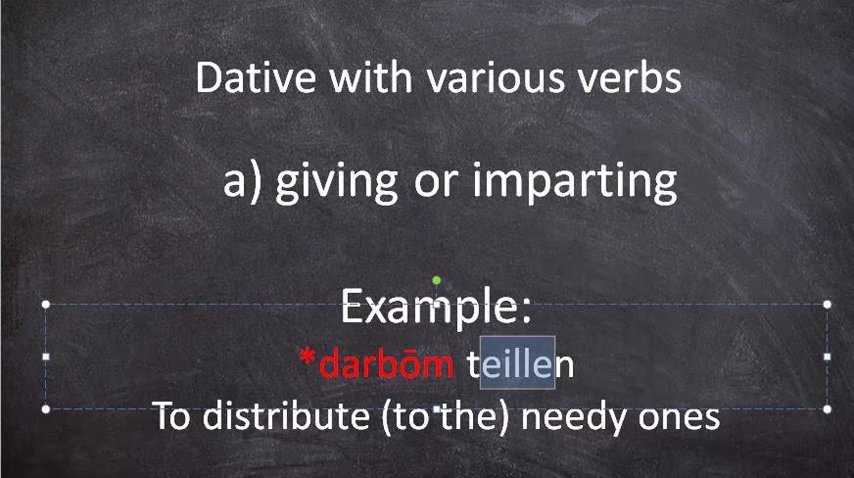 Dative with various verbs
a) giving or imparting
Example:
*darbōm teillen
To distribute (to the) needy ones